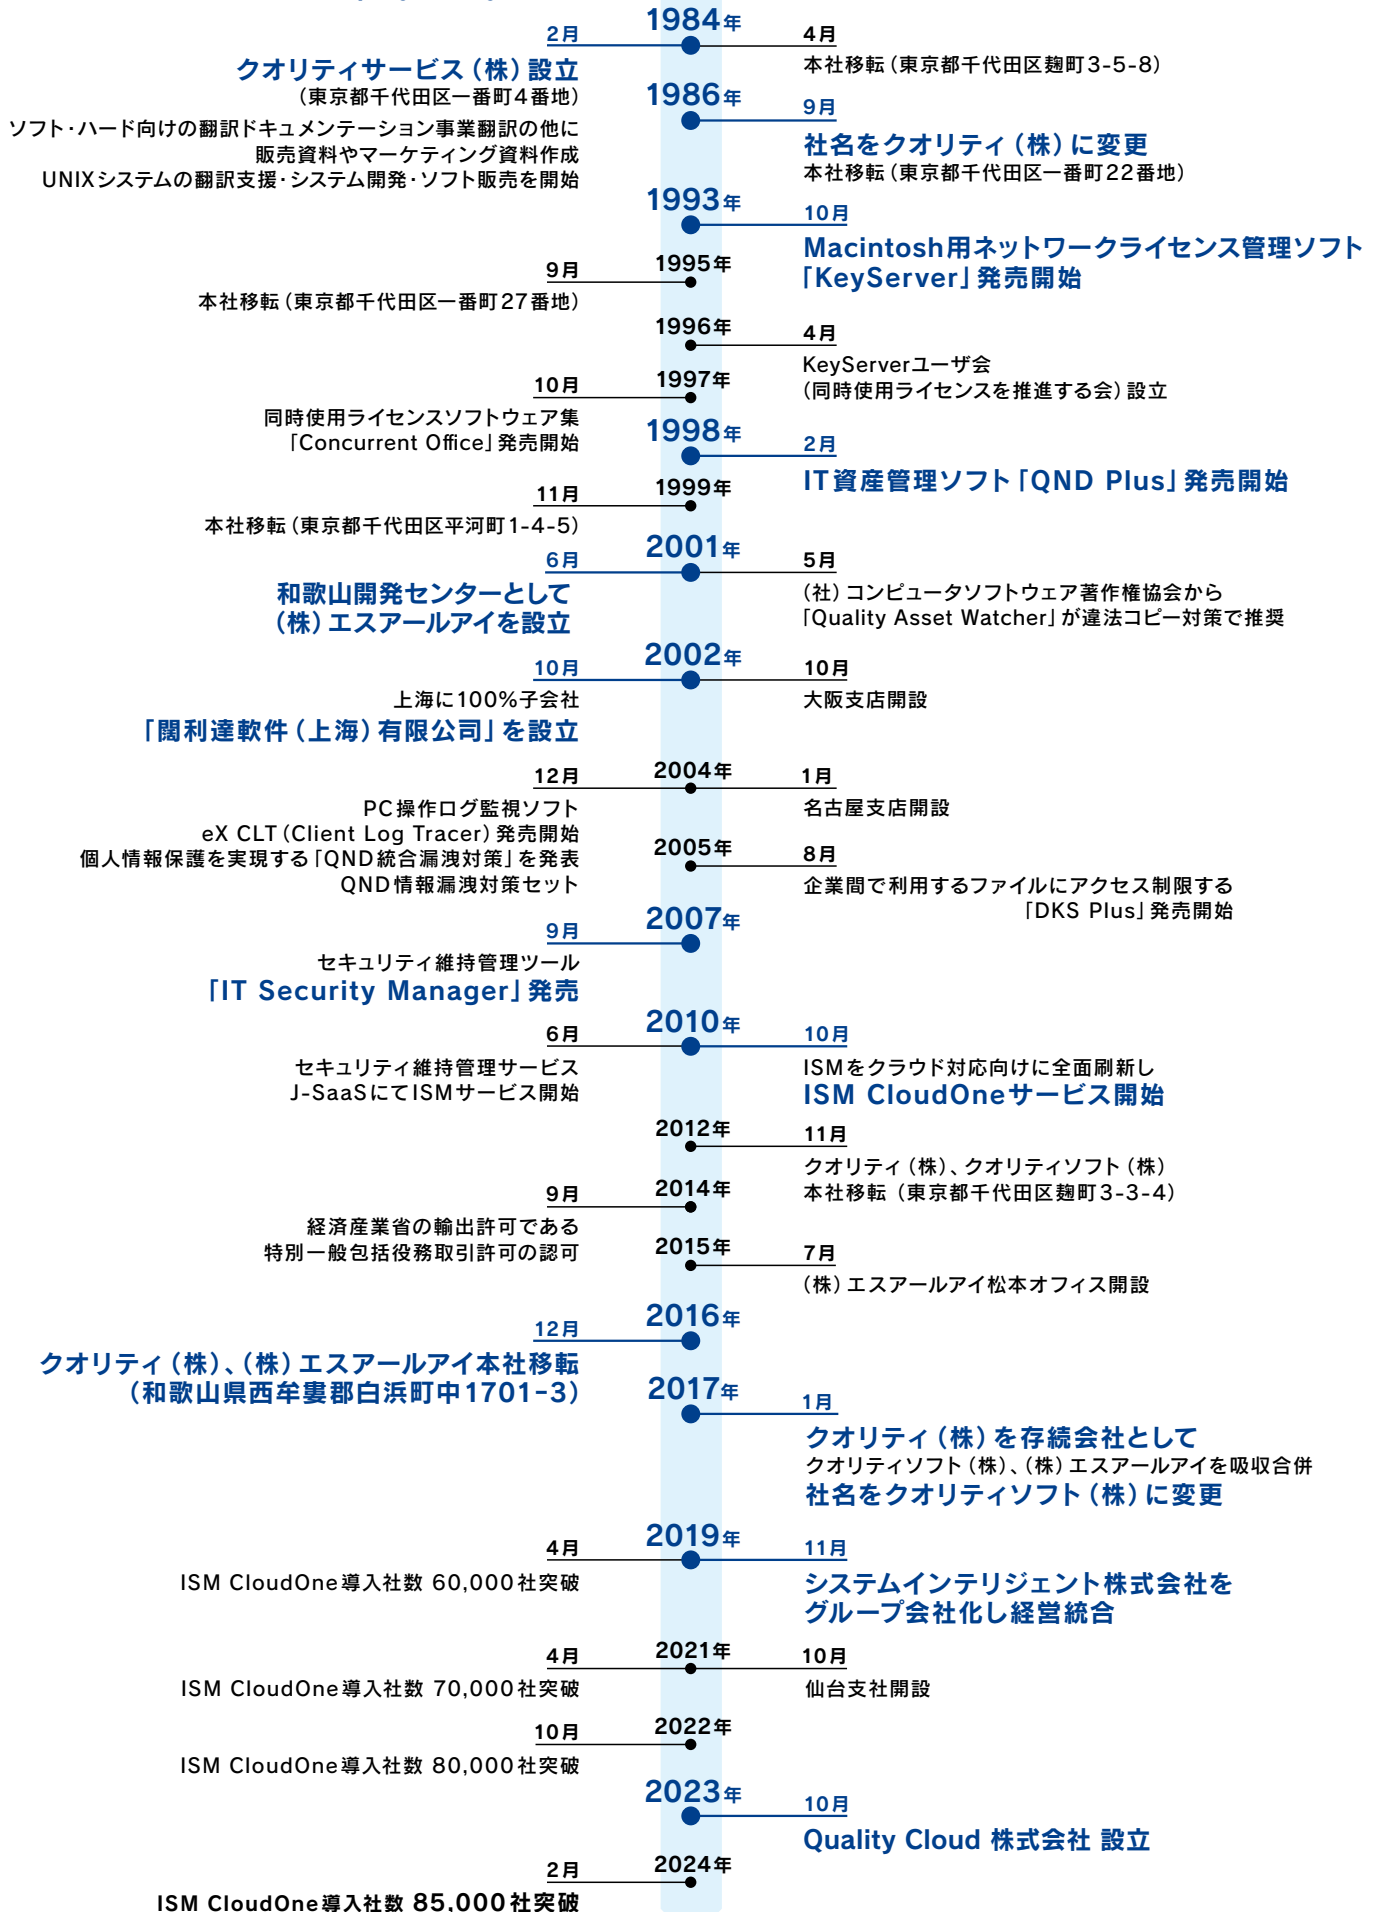 1984年
2月
クオリティサービス（株）設立
（東京都千代田区一番町4番地）
ソフト・ハード向けの翻訳ドキュメンテーション事業翻訳の他に
販売資料やマーケティング資料作成
UNIXシステムの翻訳支援・システム開発・ソフト販売を開始
4月
本社移転（東京都千代田区麹町3-5-8）
1986年
9月
社名をクオリティ（株）に変更
本社移転（東京都千代田区一番町22番地）
1993年
10月
Macintosh用ネットワークライセンス管理ソフト
「KeyServer」発売開始
1995年
9月
本社移転（東京都千代田区一番町27番地）
1996年
4月
KeyServerユーザ会
（同時使用ライセンスを推進する会）設立
1997年
10月
同時使用ライセンスソフトウェア集
「Concurrent Office」発売開始
1998年
2月
IT資産管理ソフト「QND Plus」発売開始
1999年
11月
本社移転（東京都千代田区平河町1-4-5）
2001年
6月
和歌山開発センターとして
（株）エスアールアイを設立
5月
（社）コンピュータソフトウェア著作権協会から
「Quality Asset Watcher」が違法コピー対策で推奨
2002年
10月
上海に100%子会社
「闊利達軟件（上海）有限公司」を設立
10月
大阪支店開設
2004年
12月
PC操作ログ監視ソフト
eX CLT（Client Log Tracer）発売開始
個人情報保護を実現する「QND統合漏洩対策」を発表
QND情報漏洩対策セット
1月
名古屋支店開設
2005年
8月
企業間で利用するファイルにアクセス制限する
「DKS Plus」発売開始
2007年
9月
セキュリティ維持管理ツール
「IT Security Manager」発売
2010年
6月
セキュリティ維持管理サービス
J-SaaSにてISMサービス開始
10月
ISMをクラウド対応向けに全面刷新し
ISM CloudOneサービス開始
2012年
11月
クオリティ（株）、クオリティソフト（株）
本社移転（東京都千代田区麹町3-3-4）
2014年
9月
経済産業省の輸出許可である
特別一般包括役務取引許可の認可
2015年
7月
（株）エスアールアイ松本オフィス開設
2016年
12月
クオリティ（株）、（株）エスアールアイ本社移転
（和歌山県西牟婁郡白浜町中1701-3）
2017年
1月
クオリティ（株）を存続会社として
クオリティソフト（株）、（株）エスアールアイを吸収合併
社名をクオリティソフト（株）に変更
2019年
4月
ISM CloudOne導入社数 60,000社突破
11月
システムインテリジェント株式会社を
グループ会社化し経営統合
2021年
4月
ISM CloudOne導入社数 70,000社突破
10月
仙台支社開設
2022年
10月
ISM CloudOne導入社数 80,000社突破
2023年
10月
Quality Cloud 株式会社 設立
2024年
2月
ISM CloudOne導入社数 85,000社突破